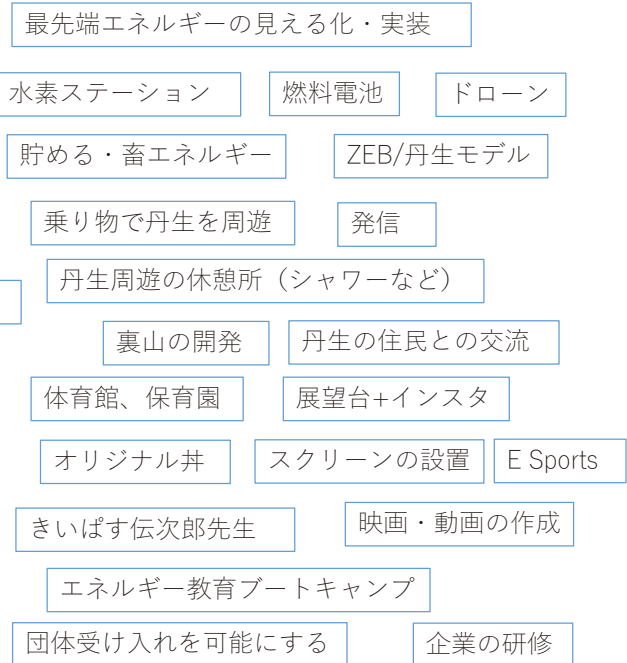 最先端エネルギーの見える化・実装
水素ステーション 燃料電池 ドローン
貯める・畜エネルギー ZEB/丹生モデル
乗り物で丹生を周遊 発信
丹生周遊の休憩所（シャワーなど）
裏山の開発 丹生の住民との交流
体育館、保育園 展望台+インスタ
オリジナル丼 スクリーンの設置 E Sports
きいぱす伝次郎先生 映画・動画の作成
エネルギー教育ブートキャンプ
団体受け入れを可能にする 企業の研修